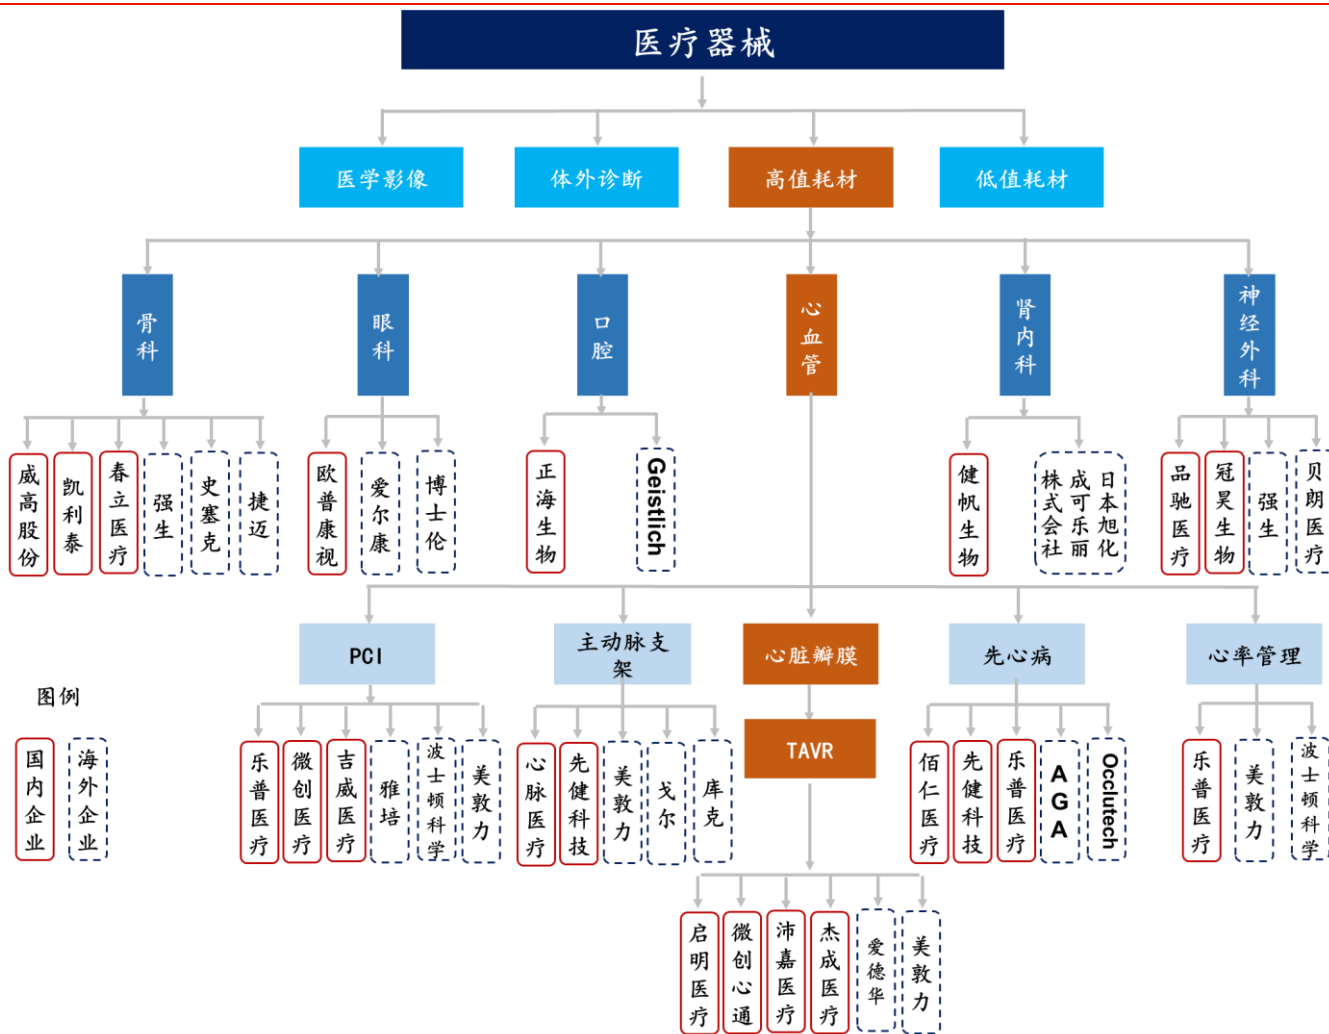 医疗器械
医学影像
体外诊断
高值耗材
低值耗材
骨科
眼科
口腔
心血管
肾内科
神经外科
威高股份
凯利泰
春立医疗
强生
史塞克
捷迈
欧普康视
爱尔康
博士伦
正海生物
Geistlich
健帆生物
日本旭化
成可乐丽
株式会社
品驰医疗
冠昊生物
强生
贝朗医疗
PCI
主动脉支
架
心脏瓣膜
先心病
心率管理
图例
国内企业
海外企业
乐普医疗
微创医疗
吉威医疗
雅培
波士顿科学
美敦力
心脉医疗
先健科技
美敦力
戈尔
库克
TAVR
佰仁医疗
先健科技
乐普医疗
AGA
Occlutech
乐普医疗
美敦力
波士顿科学
启明医疗
微创心通
沛嘉医疗
杰成医疗
爱德华
美敦力